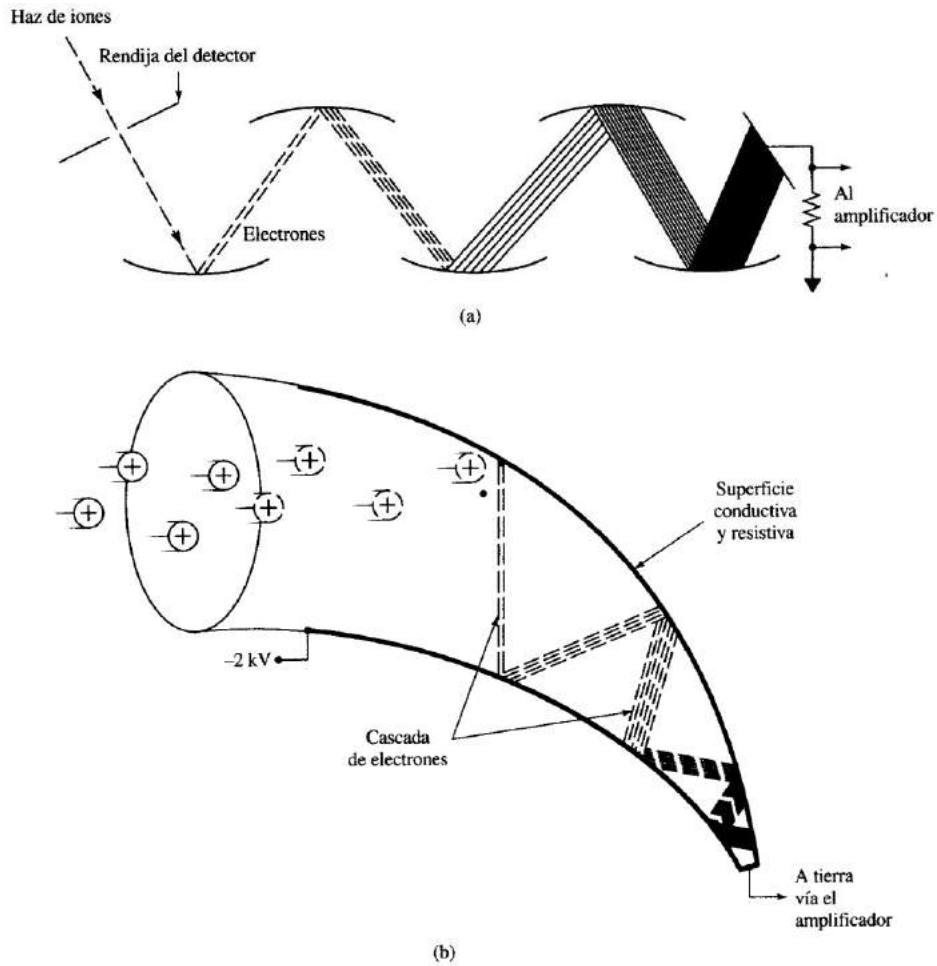 Haz de iones
Rendija del detector
Electrones
Al
amplificador
(a)
+
+
+
+
+
+
+
Superficie
conductiva
y resistiva
–2 kV
Cascada
de electrones
A tierra
vía el
amplificador
(b)